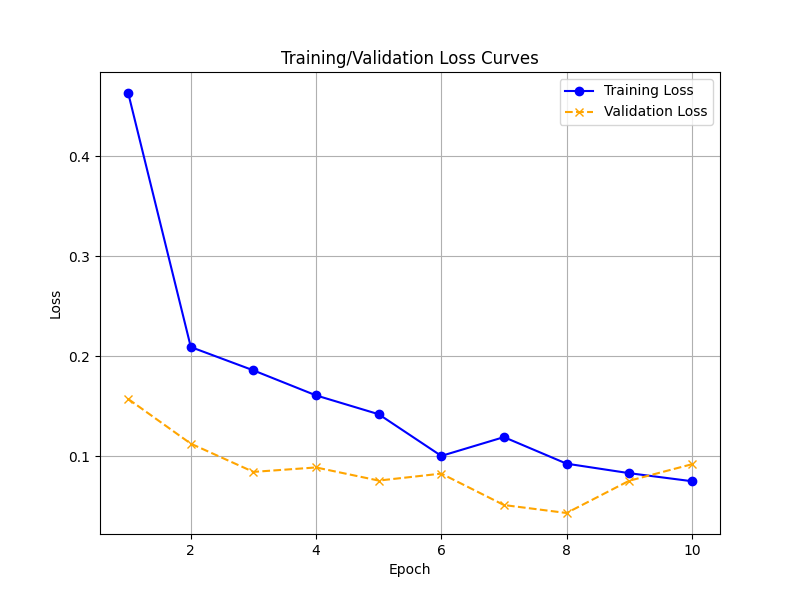 Training/Validation Loss Curves
Training Loss
Validation Loss
0.4
0.3
0.2
0.1
Loss
2 4 6 8 10
Epoch